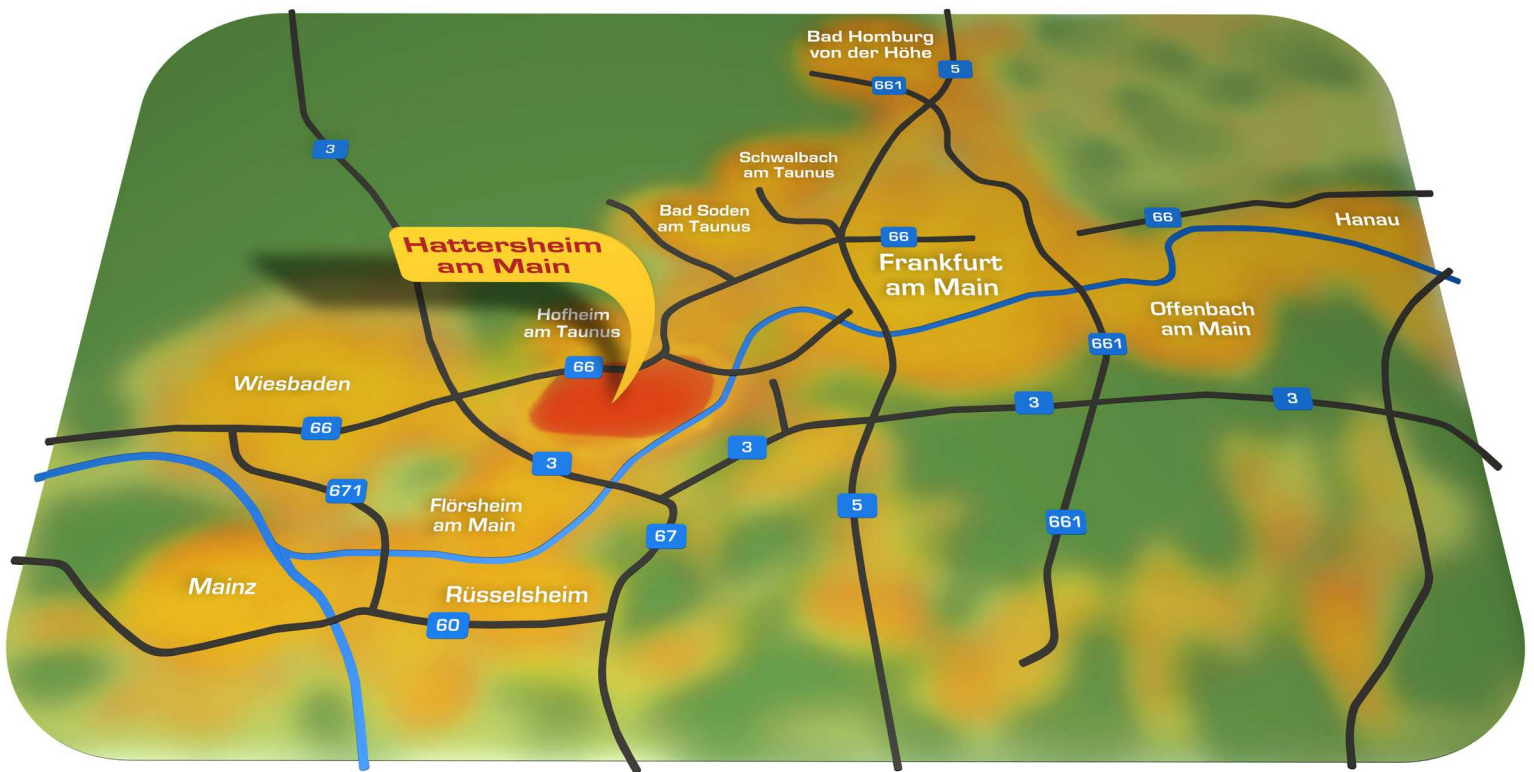 Bad Homburg
von der Höhe
5
661
3
Schwalbach
am Taunus
Bad Soden
am Taunus
66
Hanau
66
Hattersheim
am Main
Frankfurt
am Main
Hofheim
am Taunus
Offenbach
am Main
661
66
Wiesbaden
3
3
66
3
3
671
Flörsheim
am Main
5
661
67
Mainz
Rüsselsheim
60